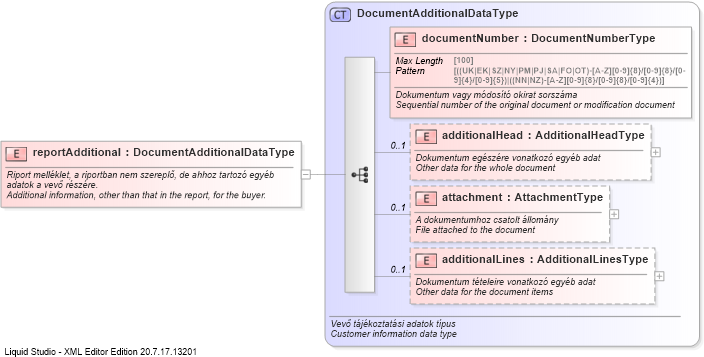 CT DocumentAdditionalDataType
E documentNumber : DocumentNumberType
Max Length [100]
Pattern [((UK|EK|SZ|NY|PM|PJ|SA|FO|OT)-[A-Z][0-9]{8}/[0-9]{8}/[0-
9]{4}/[0-9]{5})|((NN|NZ)-[A-Z][0-9]{8}/[0-9]{8}/[0-9]{4})]
Dokumentum vagy módosító okirat sorszáma
Sequential number of the original document or modification document
0..1
E additionalHead : AdditionalHeadType
Dokumentum egészére vonatkozó egyéb adat
Other data for the whole document
E reportAdditional : DocumentAdditionalDataType
Riport melléklet, a riportban nem szereplő, de ahhoz tartozó egyéb
adatok a vevő részére.
Additional information, other than that in the report, for the buyer.
0..1
E attachment : AttachmentType
A dokumentumhoz csatolt állomány
File attached to the document
0..1
E additionalLines : AdditionalLinesType
Dokumentum tételeire vonatkozó egyéb adat
Other data for the document items
Vevő tájékoztatási adatok típus
Customer information data type
Liquid Studio - XML Editor Edition 20.7.17.13201